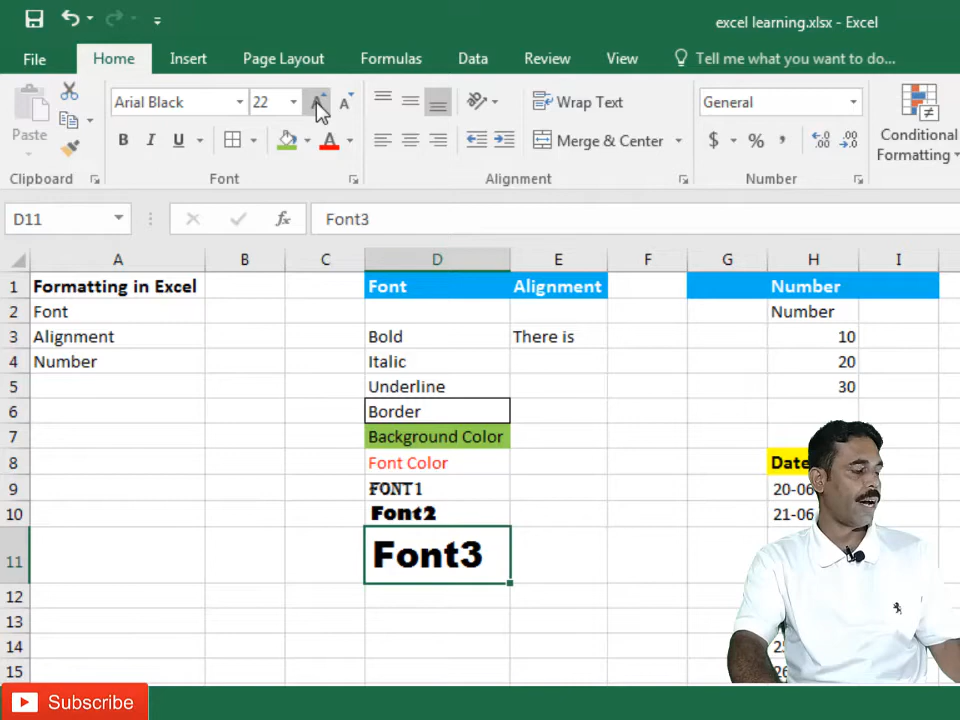 excel learning.xlsx - Excel
File Home Insert Page Layout Formulas Data Review View Tell me what you want to do...
Arial Black 22 Wrap Text General
Paste B I U Merge & Center $ % , Conditional Formatting
Clipboard Font Alignment Number
D11 fx Font3
A B C D E F G H I
1 Formatting in Excel Font Alignment Number
2 Font Number
3 Alignment Bold There is 10
4 Number Italic 20
5 Underline 30
6 Border
7 Background Color
8 Font Color Date
9 FONT1 20-06
10 Font2 21-06
11 Font3
12
13
14
15
Subscribe